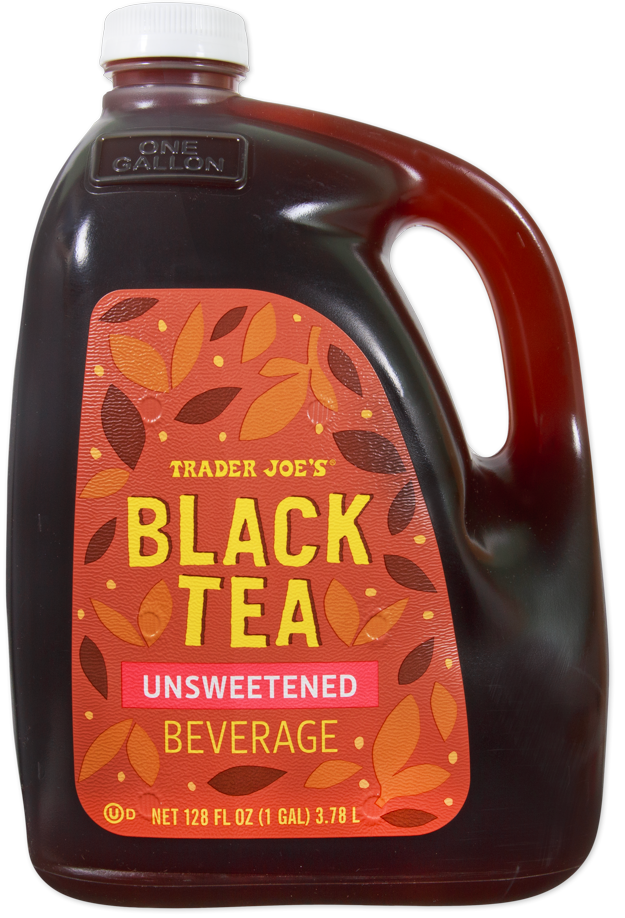 ONE
GALLON
TRADER JOE'S®
BLACK
TEA
UNSWEETENED
BEVERAGE
Ⓤ D NET 128 FL OZ (1 GAL) 3.78 L